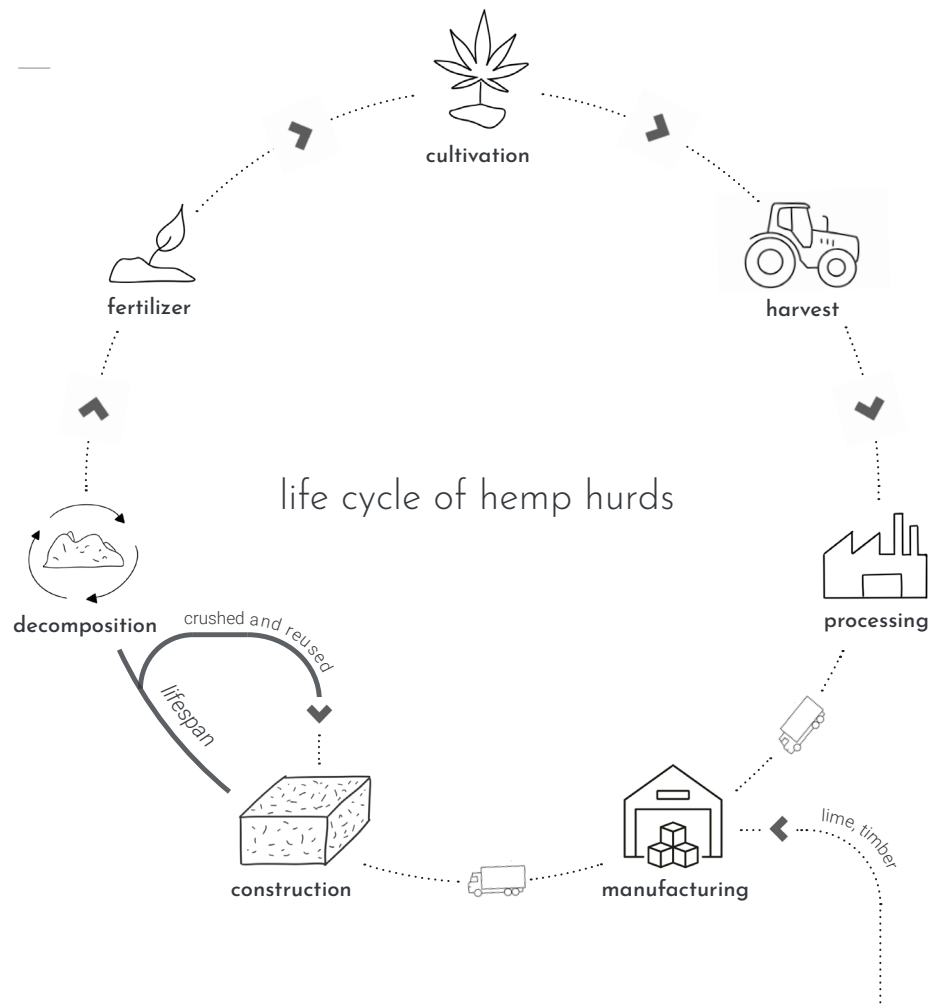 cultivation
fertilizer
harvest
life cycle of hemp hurds
decomposition
crushed and reused
processing
lifespan
lime, timber
construction
manufacturing